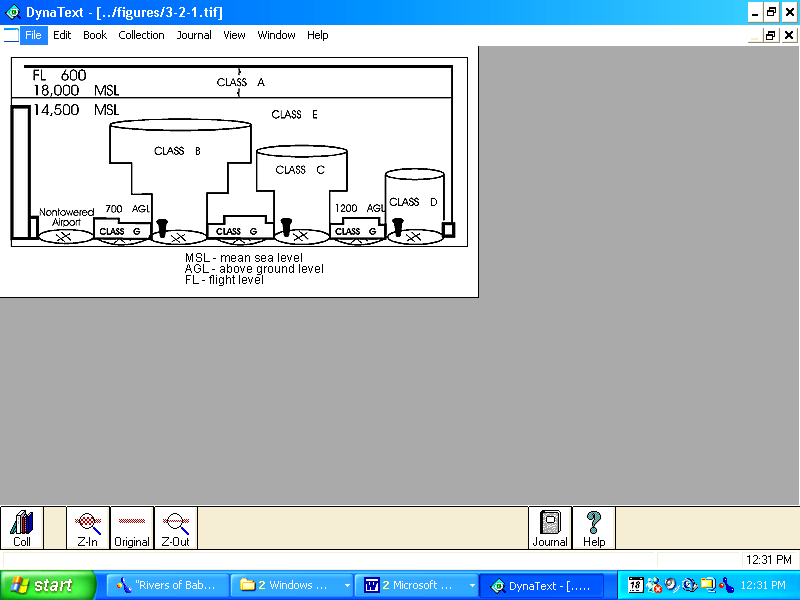 DynaText - [../figures/3-2-1.tif]
File Edit Book Collection Journal View Window Help
FL 600
18,000 MSL
CLASS A
14,500 MSL
CLASS E
CLASS B
CLASS C
CLASS D
Nontowered
Airport
700 AGL
1200 AGL
CLASS G
CLASS G
CLASS G
MSL - mean sea level
AGL - above ground level
FL - flight level
Coll Z-In Original Z-Out Journal Help
12:31 PM
start "Rivers of Bab... 2 Windows ... 2 Microsoft ... DynaText - [..... 18 12:31 PM